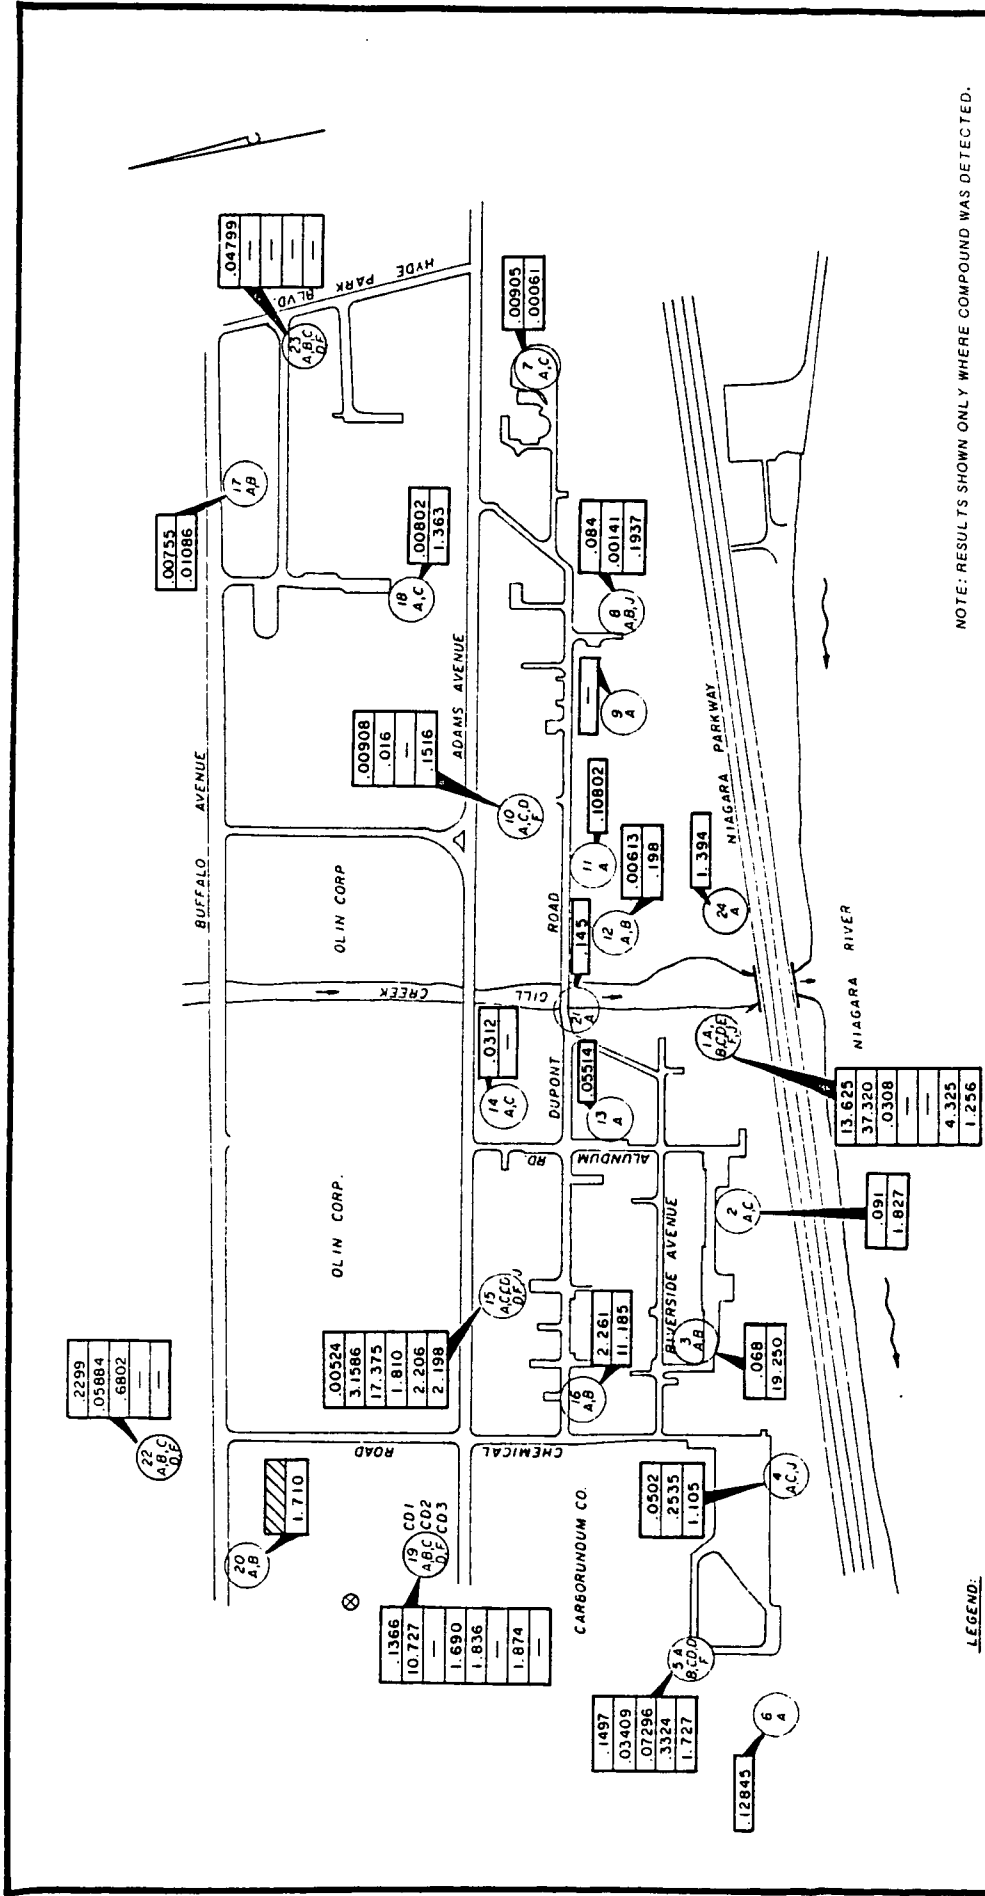 BUFFALO AVENUE
HYDE PARK BLVD.
ADAMS AVENUE
OLIN CORP.
OLIN CORP
GILL CREEK
DUPONT ROAD
ALUNDUM RD.
RIVERSIDE AVENUE
CHEMICAL ROAD
CARBORUNDUM CO.
NIAGARA PARKWAY
NIAGARA RIVER
22
A,B,C
D,F
.2299
.05884
.6802
—
—
20
A,B
1.710
17
A,B
.00755
.01086
23
A,B,C
D,F
.04799
—
—
—
—
19
A,B,C
D,F
CD1
CD2
CD3
.1366
10.727
—
1.690
1.836
—
1.874
—
18
A,C
.00802
1.363
10
A,C,D
F
.00908
.016
—
.1516
15
.00524
3.1586
17.375
1.810
2.206
2.198
14
A,C
.0312
—
7
A,C
.00905
.00061
16
A,B
2.261
11.185
13
A
.05514
21
A
.145
12
A,B
.00613
.198
11
A
.10802
9
A
—
8
A,B,J
.084
.00141
.1937
5 A
B,CD,D
F
.1497
.03409
.07296
.3324
1.727
3
A,B
.068
19.250
2
A,C
.091
1.827
1 A,
B,C,D,E
F,J
13.625
37.320
.0308
—
—
4.325
1.256
24
A
1.394
6
A
.12845
4
A,C,J
.0502
.2535
1.105
NOTE: RESULTS SHOWN ONLY WHERE COMPOUND WAS DETECTED.
LEGEND: